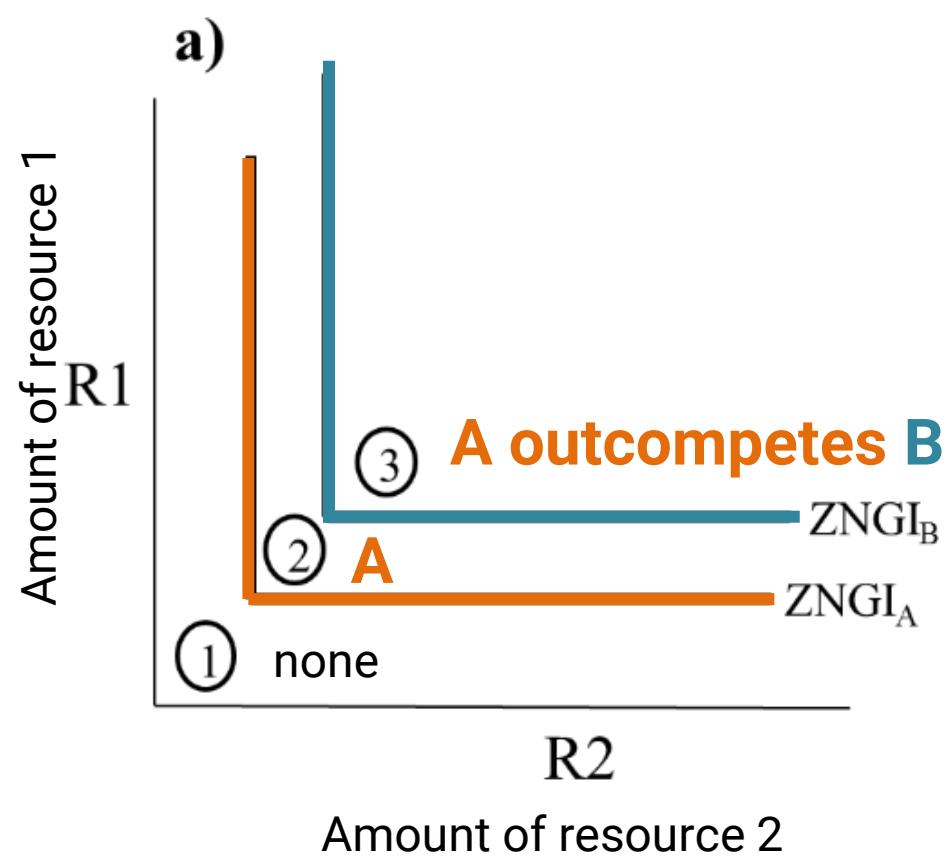 a)
Amount of resource 1
R1
3
A outcompetes B
ZNGIB
2
A
ZNGIA
1
none
R2
Amount of resource 2